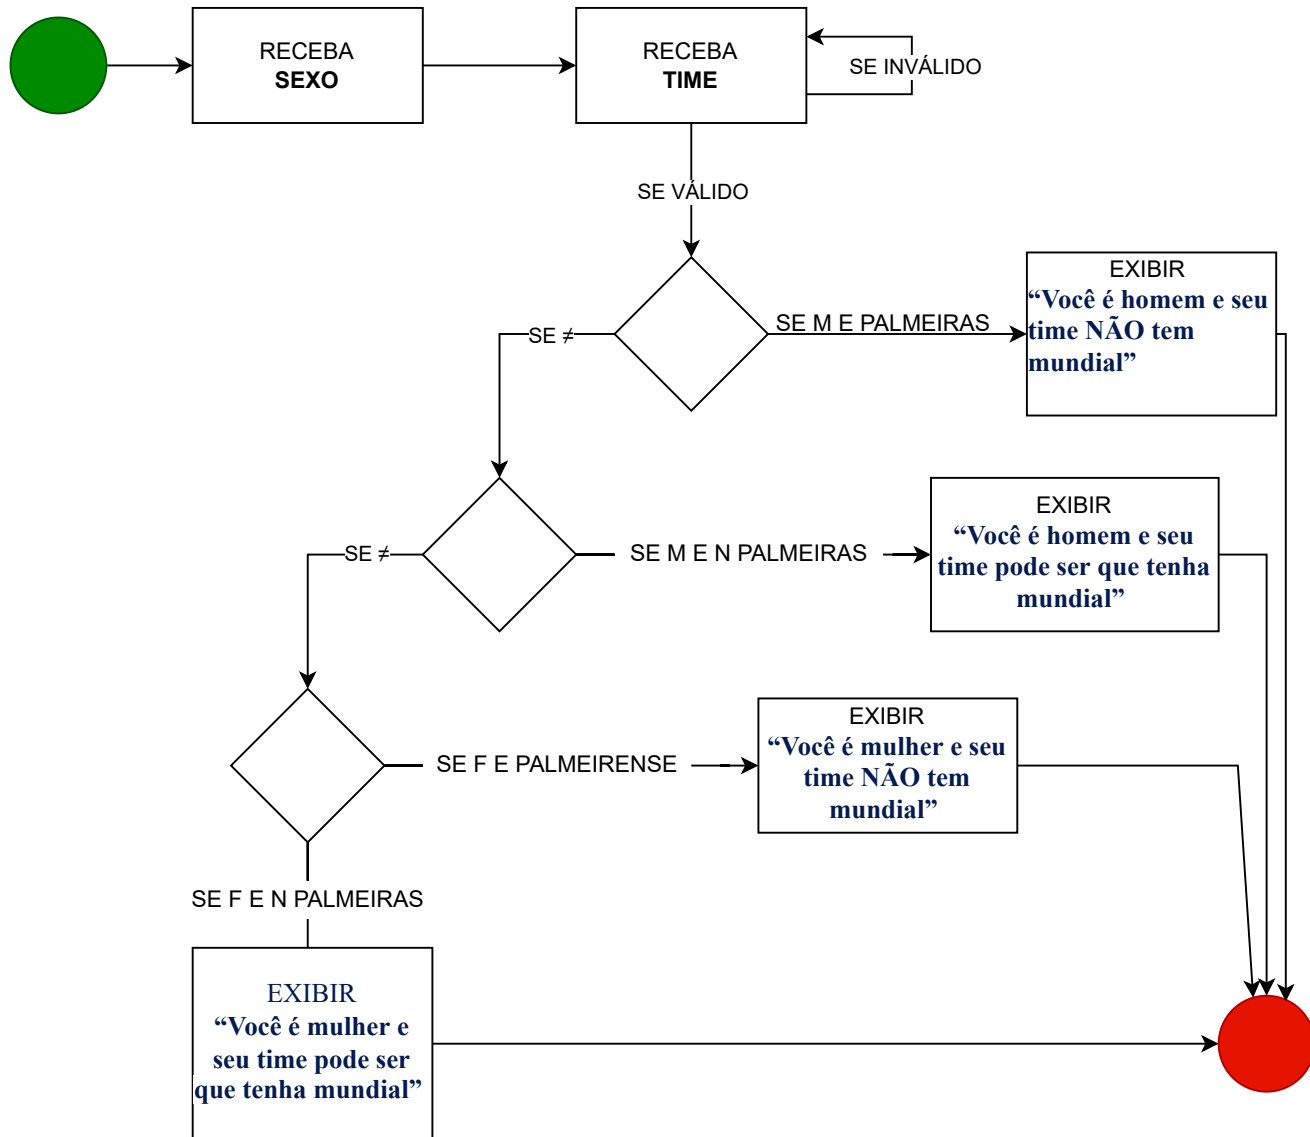 RECEBA
SEXO
RECEBA
TIME
SE INVÁLIDO
SE VÁLIDO
SE ≠
SE M E PALMEIRAS
EXIBIR
“Você é homem e seu
time NÃO tem
mundial”
SE ≠
SE M E N PALMEIRAS
EXIBIR
“Você é homem e seu
time pode ser que tenha
mundial”
SE F E PALMEIRENSE
EXIBIR
“Você é mulher e seu
time NÃO tem
mundial”
SE F E N PALMEIRAS
EXIBIR
“Você é mulher e
seu time pode ser
que tenha mundial”